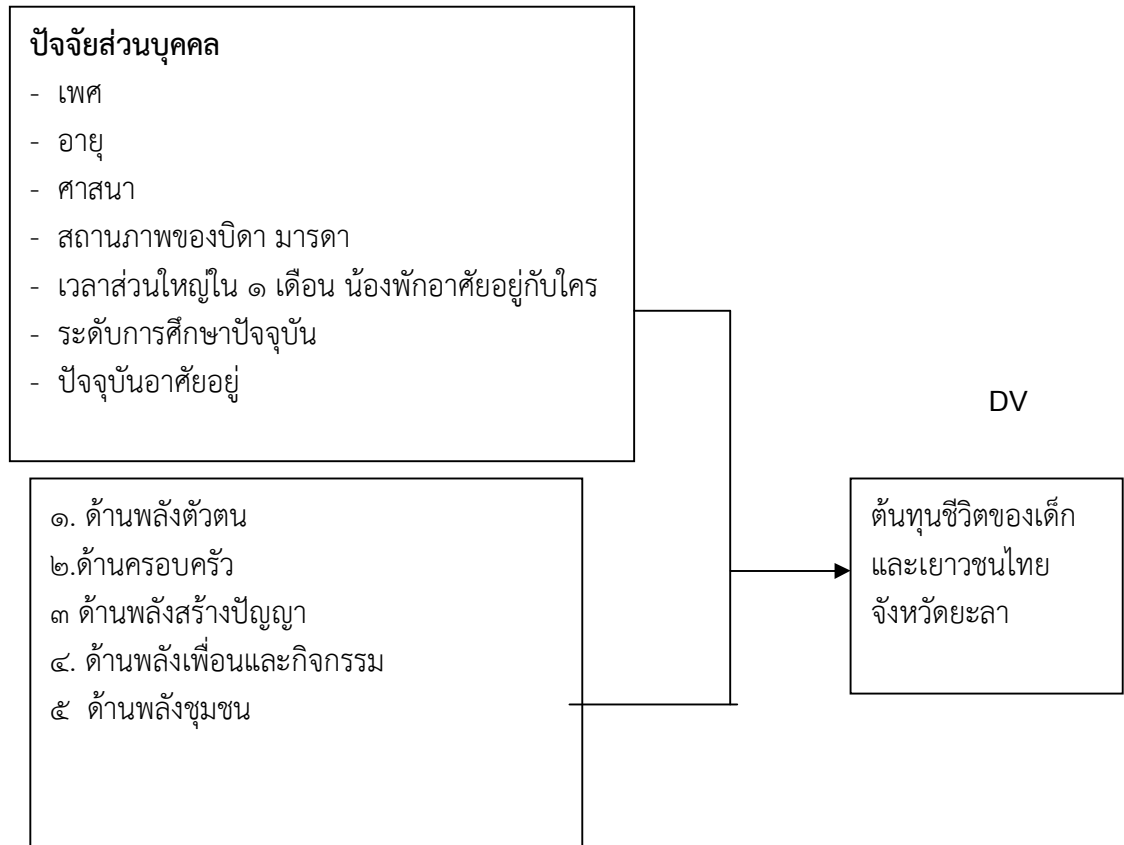 ปัจจัยส่วนบุคคล
- เพศ
- อายุ
- ศาสนา
- สถานภาพของบิดา มารดา
- เวลาส่วนใหญ่ใน ๑ เดือน น้องพักอาศัยอยู่กับใคร
- ระดับการศึกษาปัจจุบัน
- ปัจจุบันอาศัยอยู่
๑. ด้านพลังตัวตน
๒.ด้านครอบครัว
๓ ด้านพลังสร้างปัญญา
๔. ด้านพลังเพื่อนและกิจกรรม
๕ ด้านพลังชุมชน
DV
ต้นทุนชีวิตของเด็ก
และเยาวชนไทย
จังหวัดยะลา